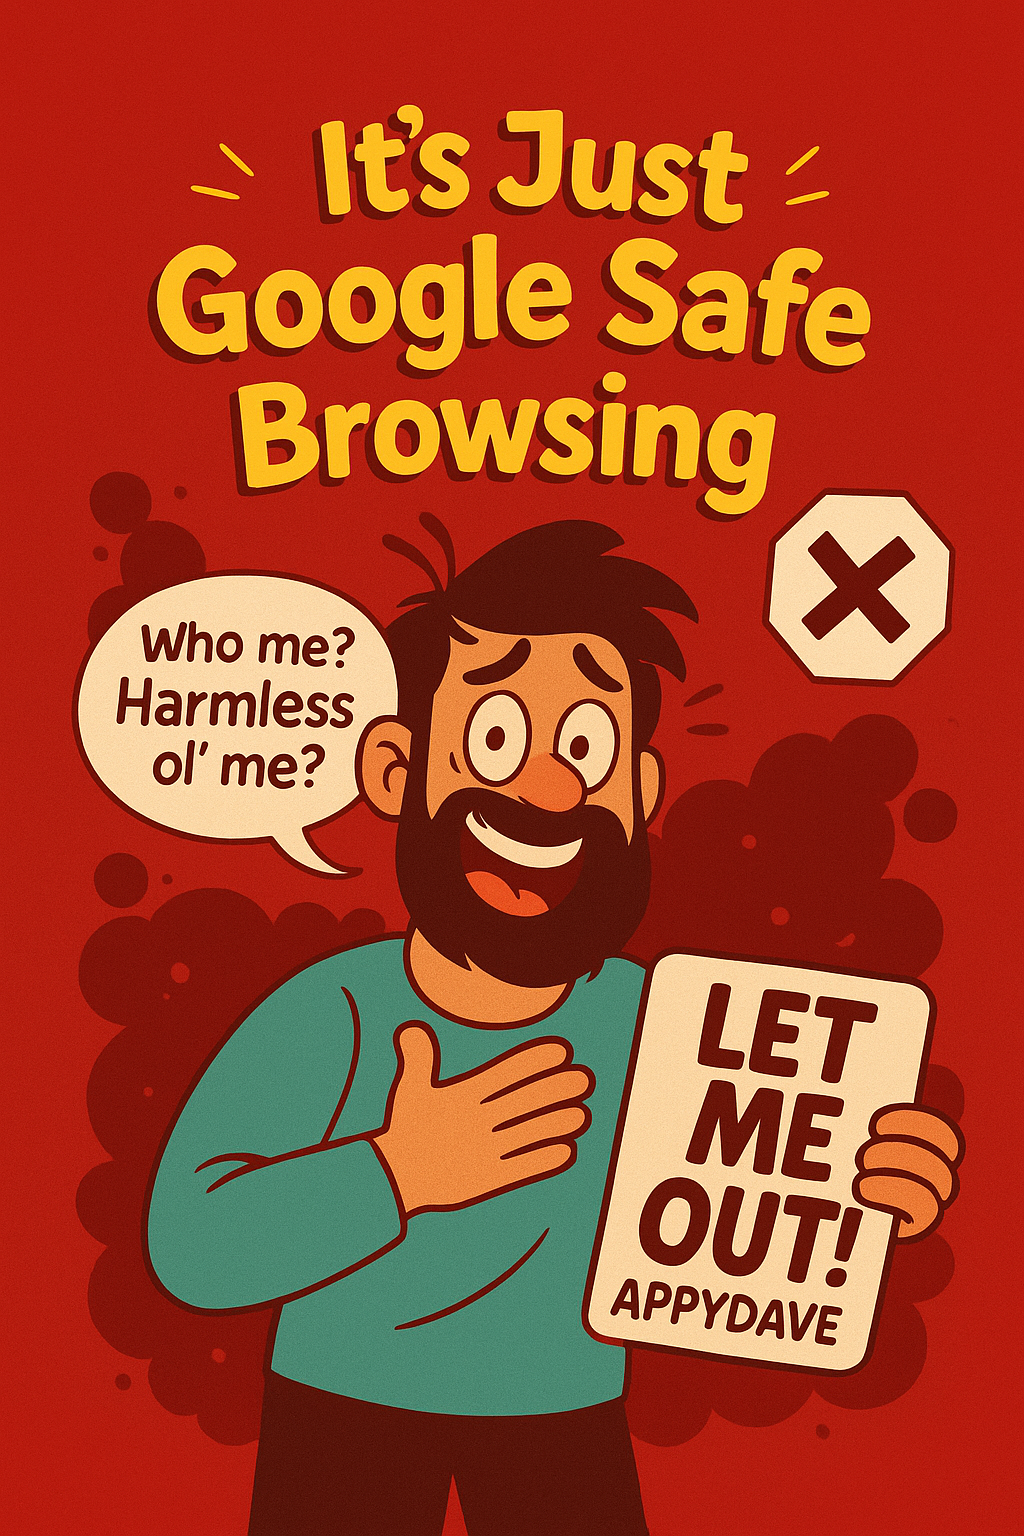 It's Just
Google Safe
Browsing
Who me?
Harmless
ol' me?
LET
ME
OUT!
APPYDAVE